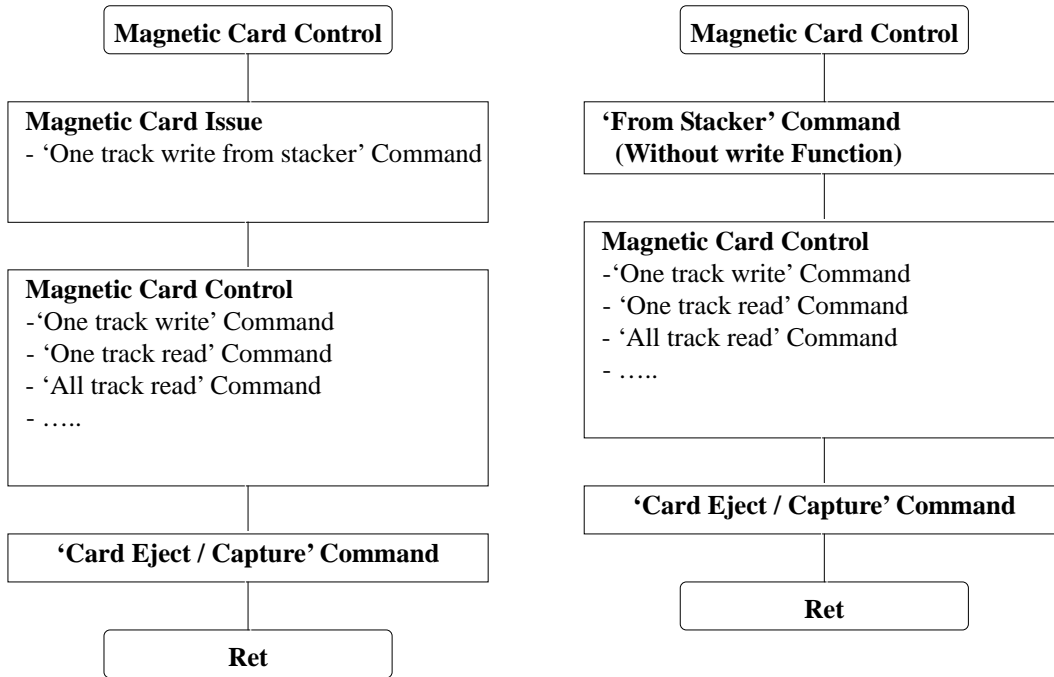 Magnetic Card Control
Magnetic Card Issue
- ‘One track write from stacker’ Command
Magnetic Card Control
-‘One track write’ Command
- ‘One track read’ Command
- ‘All track read’ Command
- …..
‘Card Eject / Capture’ Command
Ret
Magnetic Card Control
‘From Stacker’ Command
(Without write Function)
Magnetic Card Control
-‘One track write’ Command
- ‘One track read’ Command
- ‘All track read’ Command
- …..
‘Card Eject / Capture’ Command
Ret